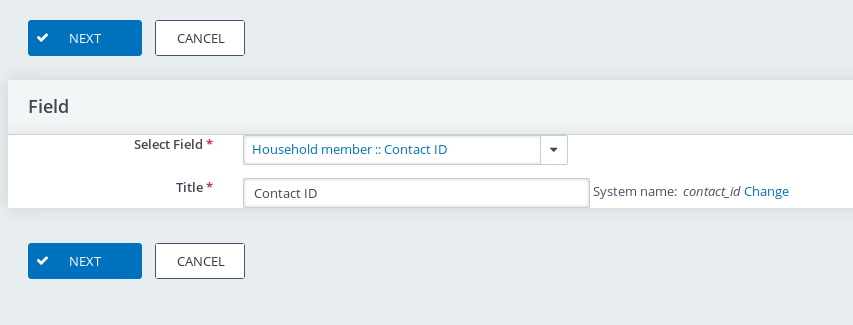 NEXT CANCEL
Field
Select Field *
Household member :: Contact ID
Title *
Contact ID
System name: contact_id Change
NEXT CANCEL